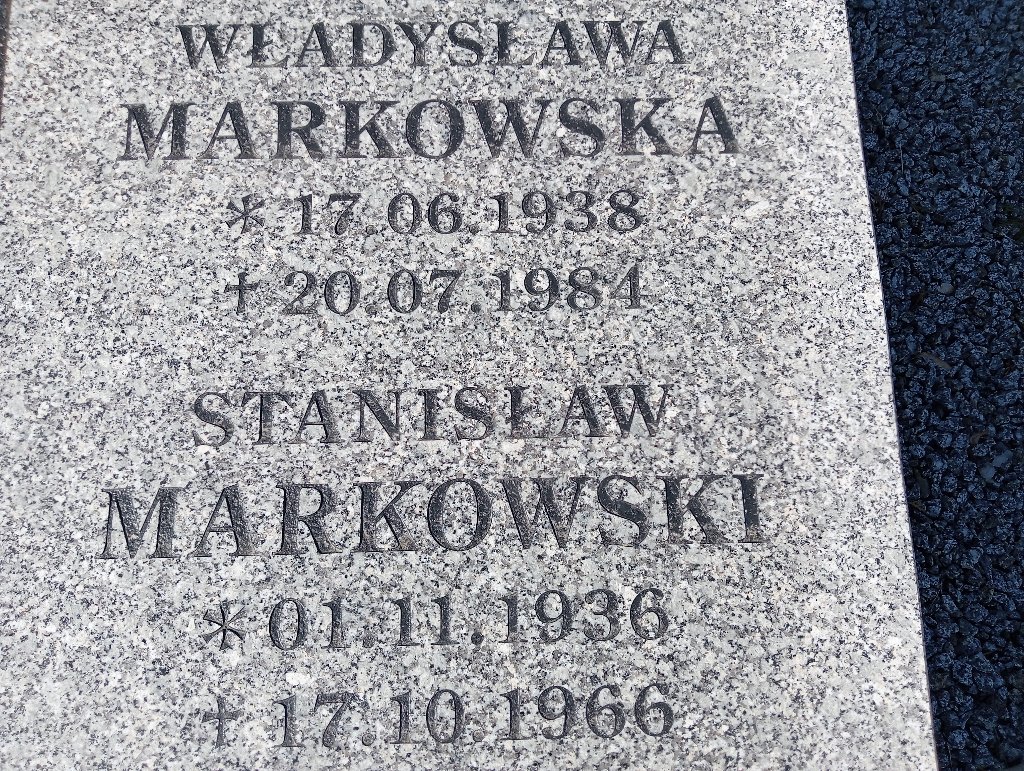 WŁADYSŁAWA
MARKOWSKA
* 17.06.1938
† 20.07.1984
STANISŁAW
MARKOWSKI
* 01.11.1936
† 17.10.1966